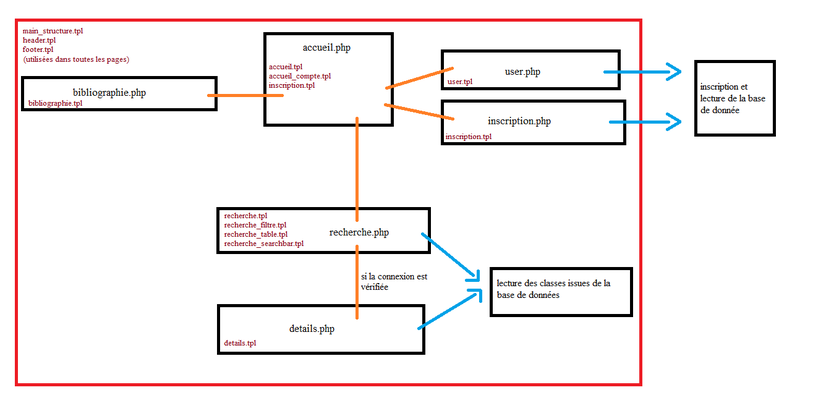 main_structure.tpl
header.tpl
footer.tpl
(utilisées dans toutes les pages)
bibliographie.php
bibliographie.tpl
accueil.php
accueil.tpl
accueil_compte.tpl
inscription.tpl
user.php
user.tpl
inscription.php
inscription.tpl
inscription et
lecture de la base
de donnée
recherche.tpl
recherche_filtre.tpl
recherche_table.tpl
recherche_searchbar.tpl
recherche.php
si la connexion est
vérifiée
lecture des classes issues de la
base de données
details.php
details.tpl